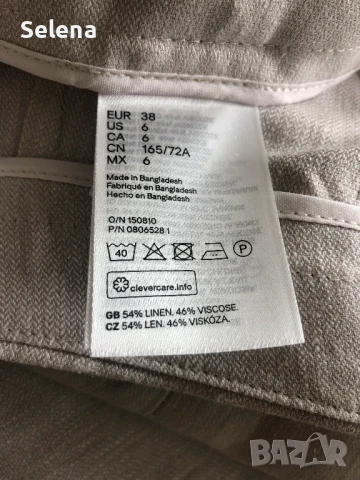 Selena
EUR 38
US 6
CA 6
CN 165/72A
MX 6
Made in Bangladesh
Fabriqué en Bangladesh
Hecho en Bangladesh
O/N 150810
P/N 0806528 1
40
P
clevercare.info
GB 54% LINEN. 46% VISCOSE.
CZ 54% LEN. 46% VISKÓZA.
BAZAR